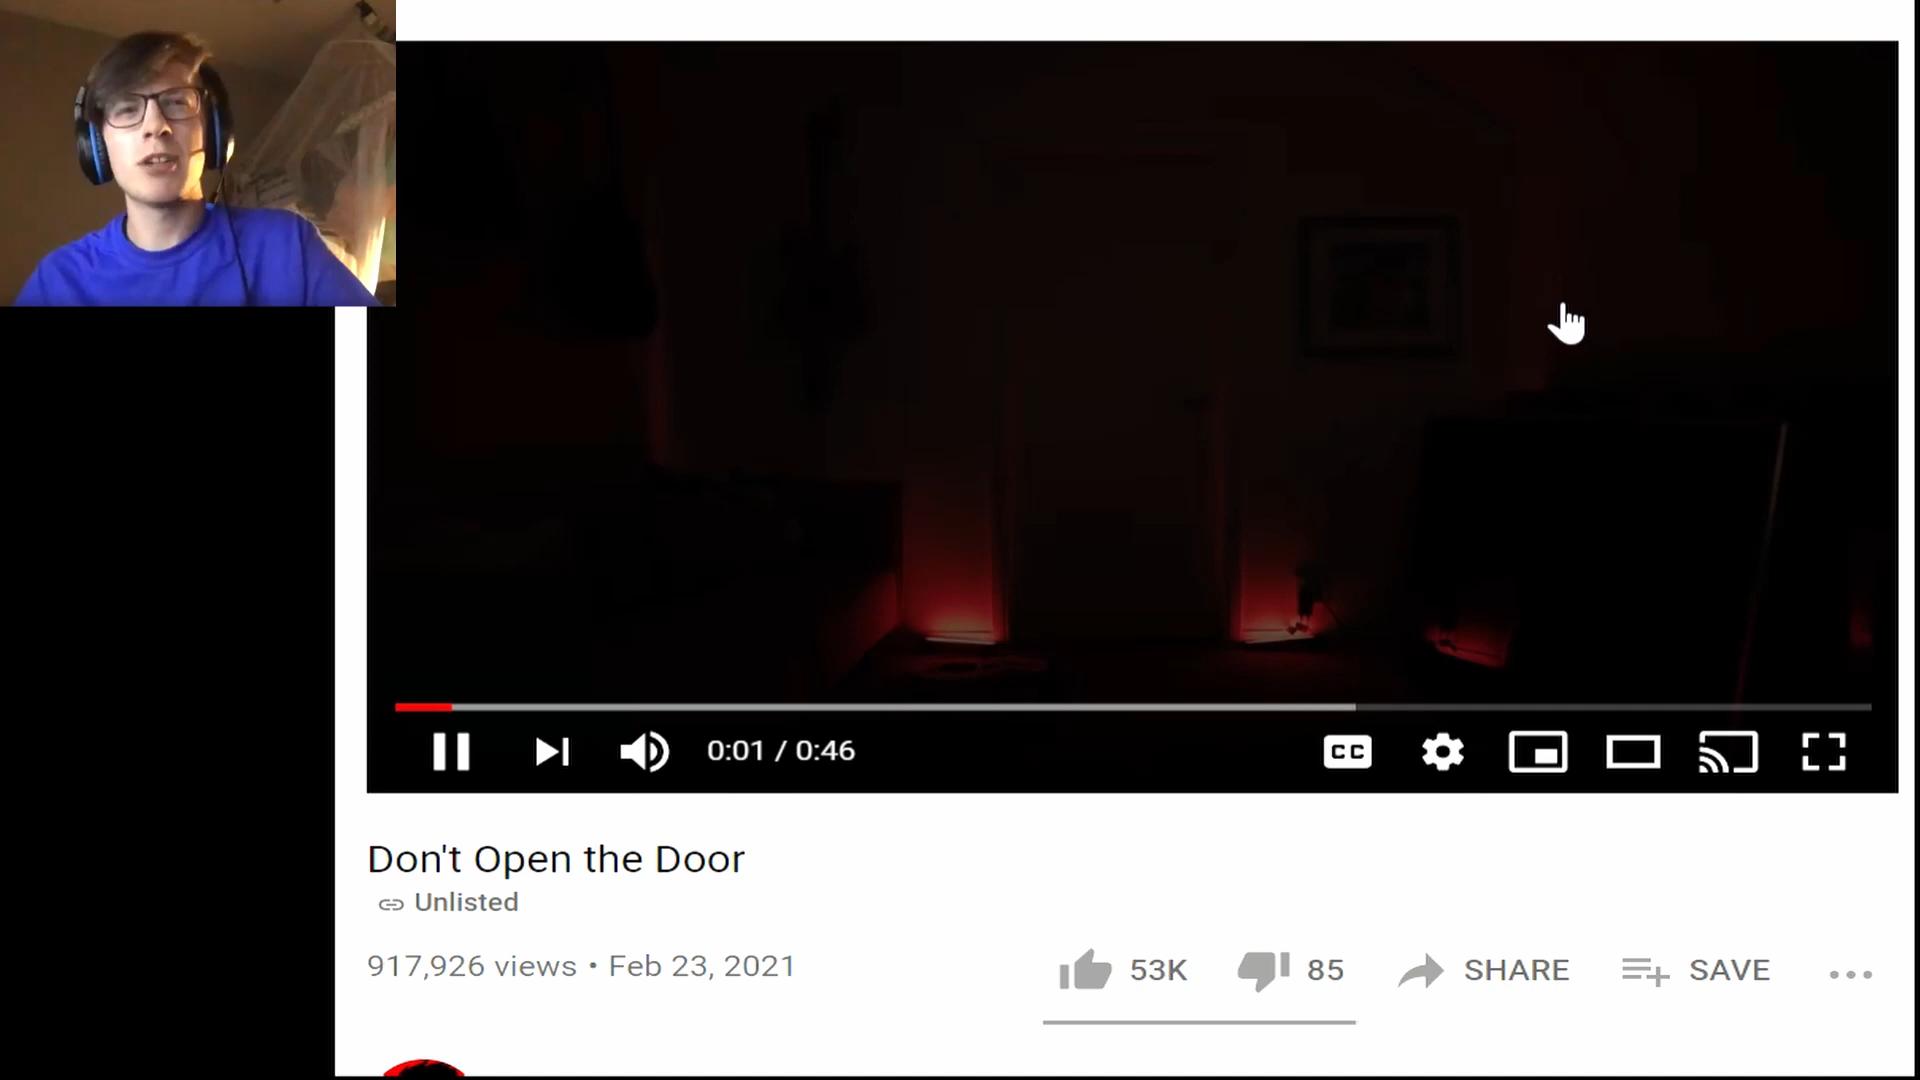 0:01 / 0:46
CC
Don't Open the Door
Unlisted
917,926 views • Feb 23, 2021
53K
85
SHARE
SAVE